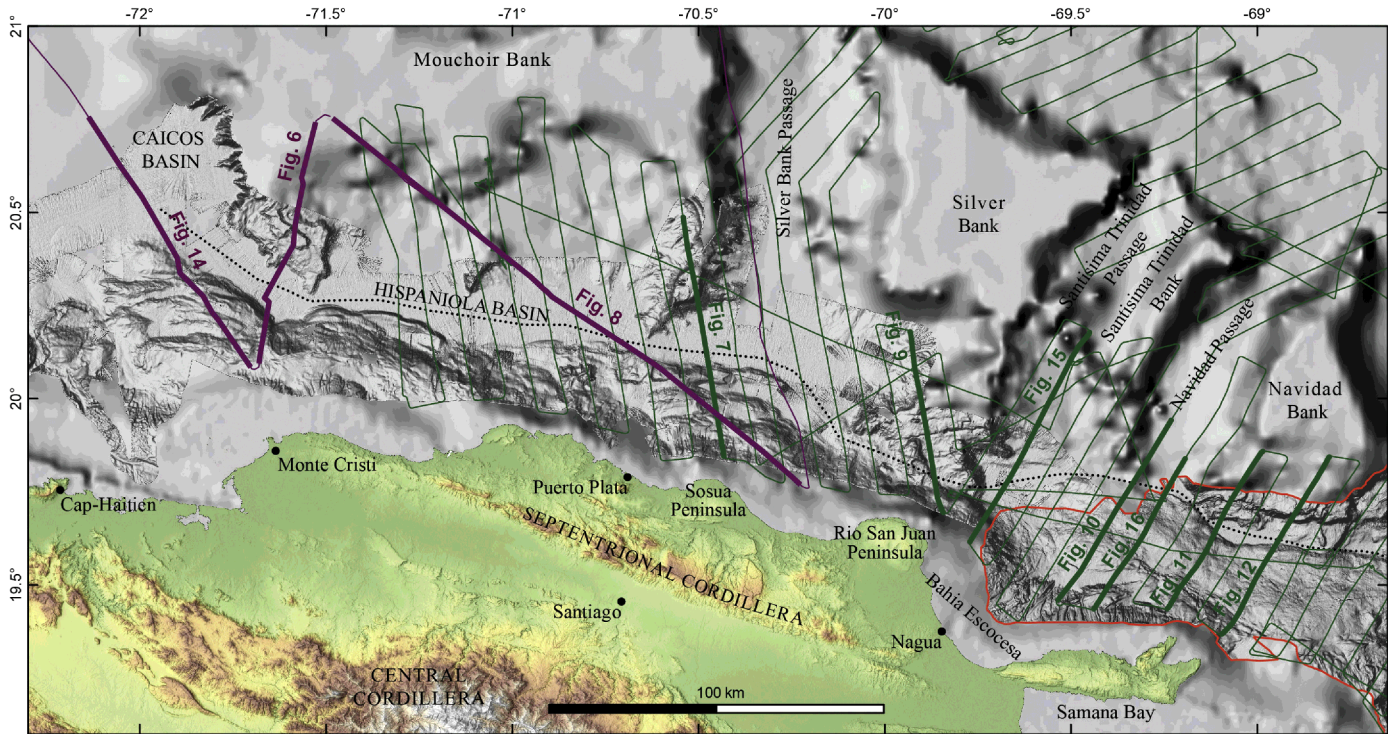 -72° -71.5° -71° -70.5° -70° -69.5° -69°
21°
20.5°
20°
19.5°
Mouchoir Bank
CAICOS
BASIN
Fig. 6
Fig. 14
HISPANIOLA BASIN
Fig. 8
Fig. 7
Silver Bank Passage
Silver
Bank
Santisima Trinidad
Passage
Santisima Trinidad
Bank
Navidad Passage
Navidad
Bank
Fig. 9
Fig. 15
Fig. 10
Fig. 16
Fig. 11
Fig. 12
Monte Cristi
Cap-Haitien
Puerto Plata
Sosua
Peninsula
Rio San Juan
Peninsula
SEPTENTRIONAL CORDILLERA
Santiago
Nagua
Bahia Escocesa
CENTRAL
CORDILLERA
100 km
Samana Bay